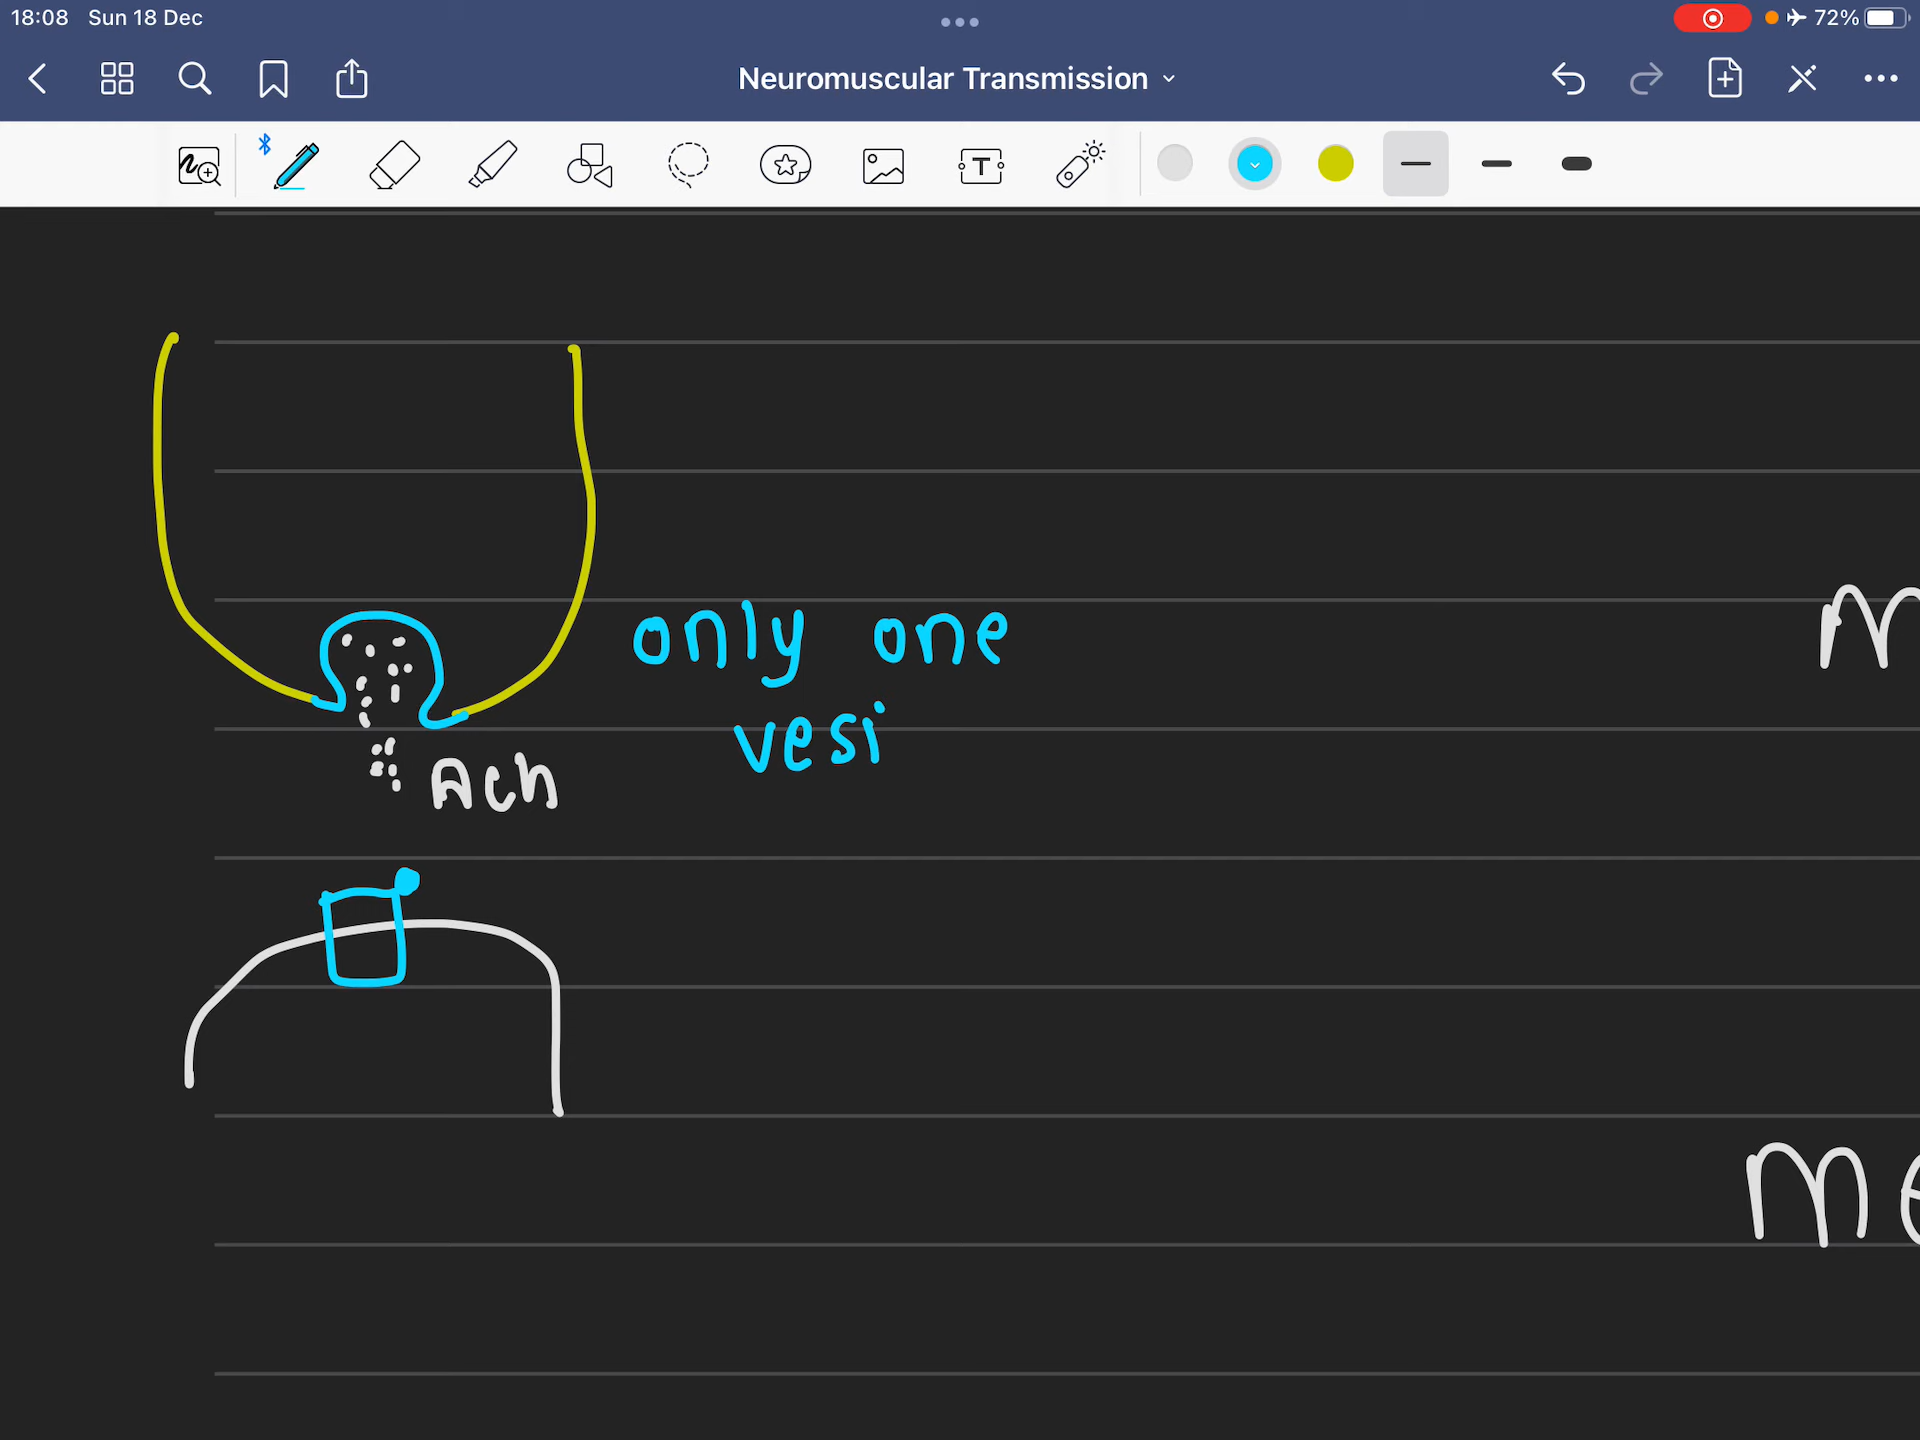 18:08 Sun 18 Dec 72%
Neuromuscular Transmission
only one
vesi
Ach